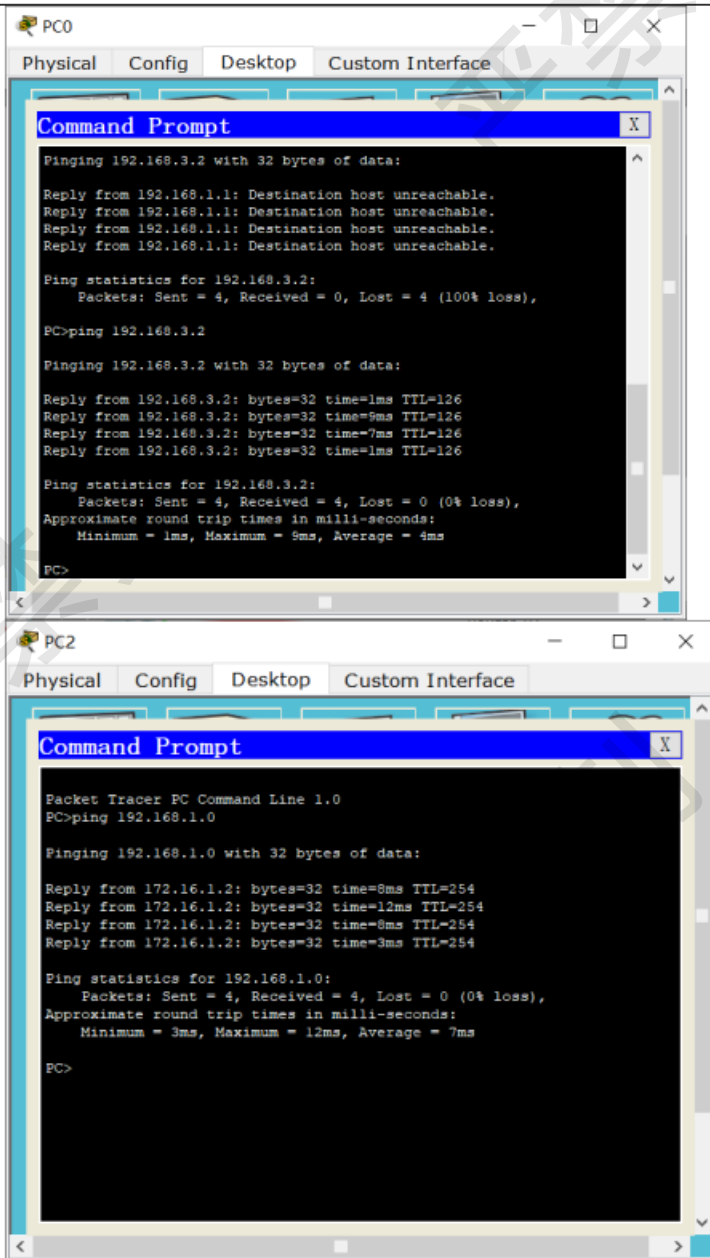 PC0
Physical Config Desktop Custom Interface
Command Prompt X
Pinging 192.168.3.2 with 32 bytes of data:
Reply from 192.168.1.1: Destination host unreachable.
Reply from 192.168.1.1: Destination host unreachable.
Reply from 192.168.1.1: Destination host unreachable.
Reply from 192.168.1.1: Destination host unreachable.
Ping statistics for 192.168.3.2:
Packets: Sent = 4, Received = 0, Lost = 4 (100% loss),
PC>ping 192.168.3.2
Pinging 192.168.3.2 with 32 bytes of data:
Reply from 192.168.3.2: bytes=32 time=1ms TTL=126
Reply from 192.168.3.2: bytes=32 time=9ms TTL=126
Reply from 192.168.3.2: bytes=32 time=7ms TTL=126
Reply from 192.168.3.2: bytes=32 time=1ms TTL=126
Ping statistics for 192.168.3.2:
Packets: Sent = 4, Received = 4, Lost = 0 (0% loss),
Approximate round trip times in milli-seconds:
Minimum = 1ms, Maximum = 9ms, Average = 4ms
PC>
PC2
Physical Config Desktop Custom Interface
Command Prompt X
Packet Tracer PC Command Line 1.0
PC>ping 192.168.1.0
Pinging 192.168.1.0 with 32 bytes of data:
Reply from 172.16.1.2: bytes=32 time=8ms TTL=254
Reply from 172.16.1.2: bytes=32 time=12ms TTL=254
Reply from 172.16.1.2: bytes=32 time=8ms TTL=254
Reply from 172.16.1.2: bytes=32 time=3ms TTL=254
Ping statistics for 192.168.1.0:
Packets: Sent = 4, Received = 4, Lost = 0 (0% loss),
Approximate round trip times in milli-seconds:
Minimum = 3ms, Maximum = 12ms, Average = 7ms
PC>